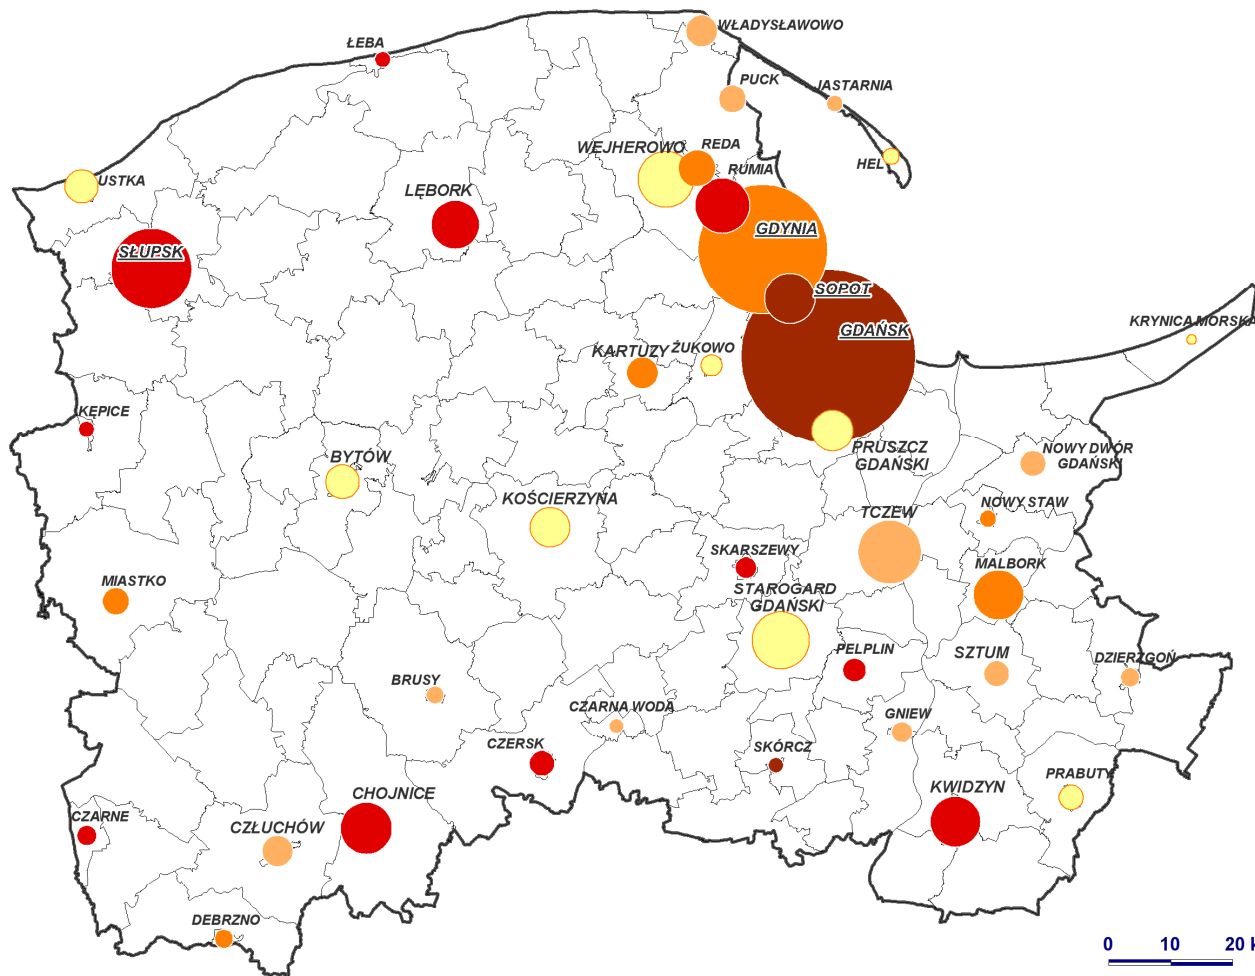 WŁADYSŁAWOWO
ŁEBA
PUCK
JASTARNIA
REDA
WEJHEROWO
HEL
RUMIA
USTKA
LĘBORK
GDYNIA
SŁUPSK
SOPOT
KRYNICA MORSKA
GDAŃSK
KARTUZY
ŻUKOWO
KĘPICE
PRUSZCZ
GDAŃSKI
NOWY DWÓR
GDAŃSKI
BYTÓW
KOŚCIERZYNA
NOWY STAW
TCZEW
SKARSZEWY
MALBORK
MIASTKO
STAROGARD
GDAŃSKI
PELPLIN
SZTUM
DZIERZGOŃ
BRUSY
CZARNA WODA
GNIEW
CZERSK
SKÓRCZ
PRABUTY
KWIDZYN
CHOJNICE
CZARNE
CZŁUCHÓW
DEBRZNO
0 10 20 k